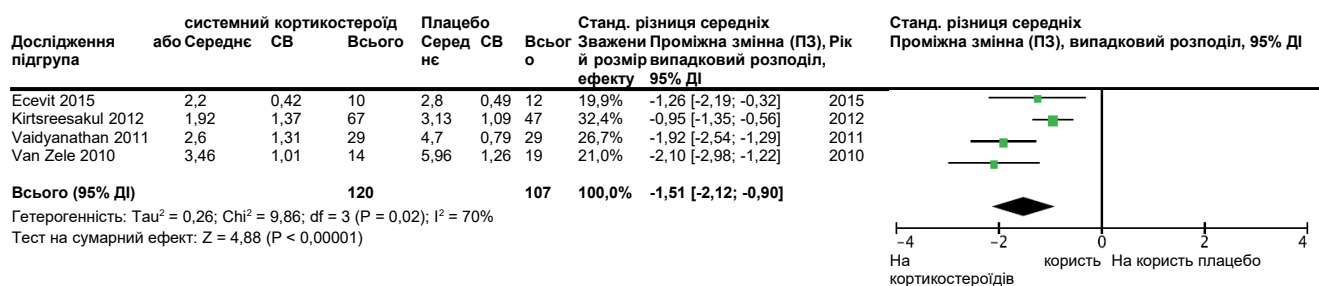 системний кортикостероїд Плацебо Станд. різниця середніх Станд. різниця середніх
Дослідження або Середнє СВ Всього Серед СВ Всьог Зважени Проміжна змінна (ПЗ), Рік Проміжна змінна (ПЗ), випадковий розподіл, 95% ДІ
підгрупа нє о й розмір випадковий розподіл,
ефекту 95% ДІ
Ecevit 2015 2,2 0,42 10 2,8 0,49 12 19,9% -1,26 [-2,19; -0,32] 2015
Kirtsreesakul 2012 1,92 1,37 67 3,13 1,09 47 32,4% -0,95 [-1,35; -0,56] 2012
Vaidyanathan 2011 2,6 1,31 29 4,7 0,79 29 26,7% -1,92 [-2,54; -1,29] 2011
Van Zele 2010 3,46 1,01 14 5,96 1,26 19 21,0% -2,10 [-2,98; -1,22] 2010
Всього (95% ДІ) 120 107 100,0% -1,51 [-2,12; -0,90]
Гетерогенність: Tau² = 0,26; Chi² = 9,86; df = 3 (P = 0,02); I² = 70%
Тест на сумарний ефект: Z = 4,88 (P < 0,00001)
-4 -2 0 2 4
На користь На користь плацебо
кортикостероїдів